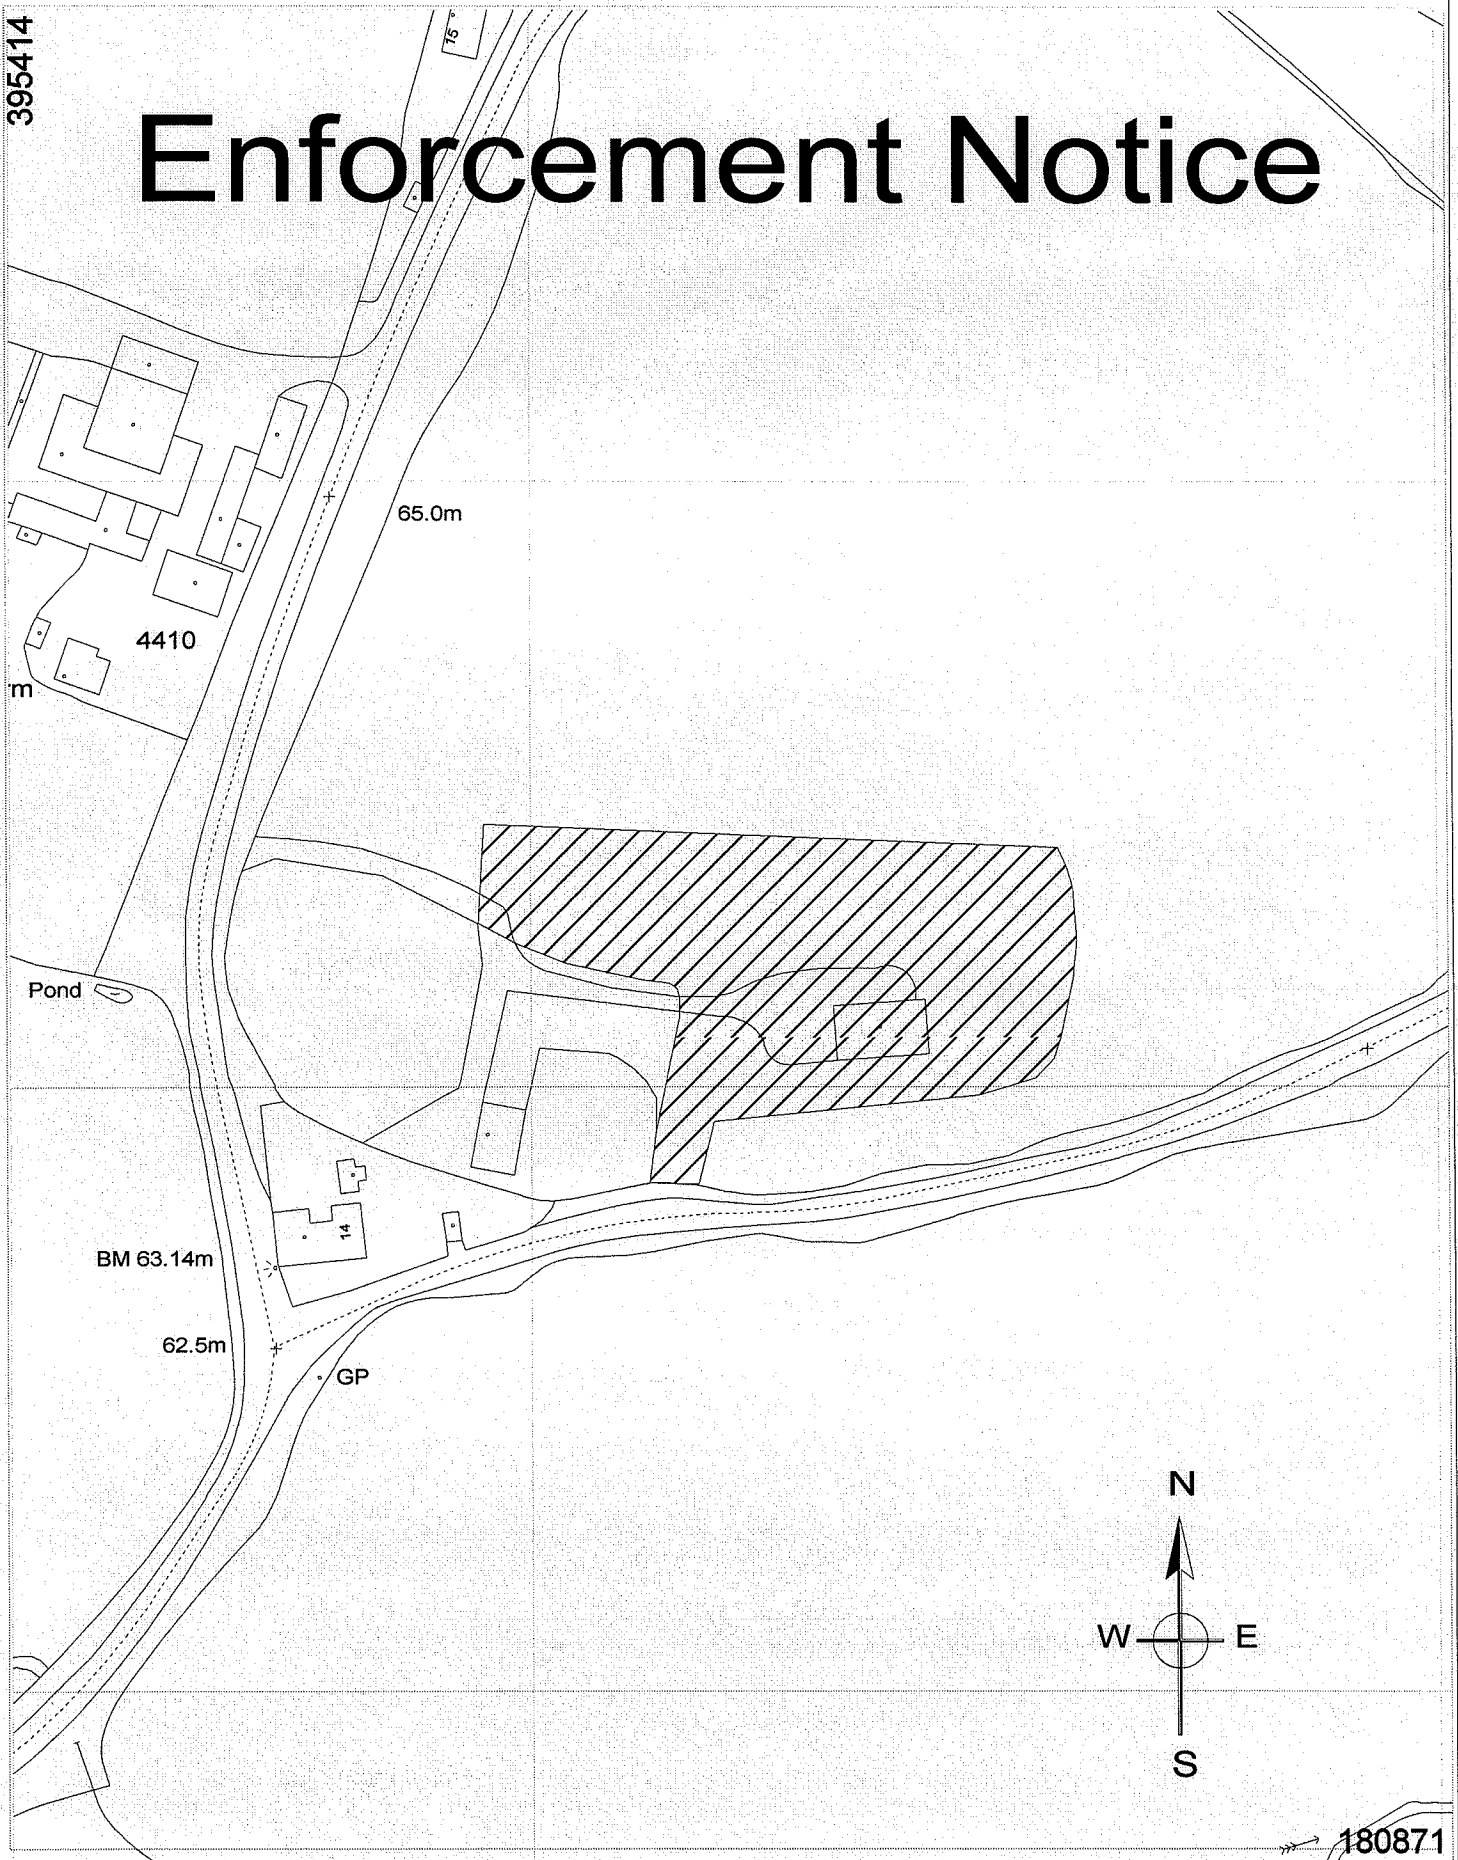 395414
15
Enforcement Notice
65.0m
4410
m
Pond
14
BM 63.14m
62.5m
GP
N
W E
S
180871